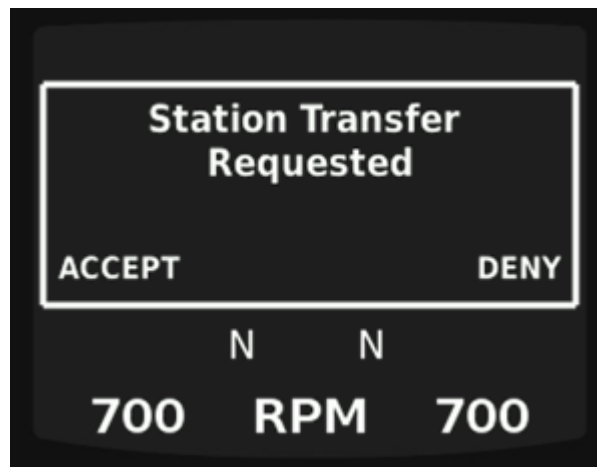 Station Transfer
Requested
ACCEPT DENY
N N
700 RPM 700